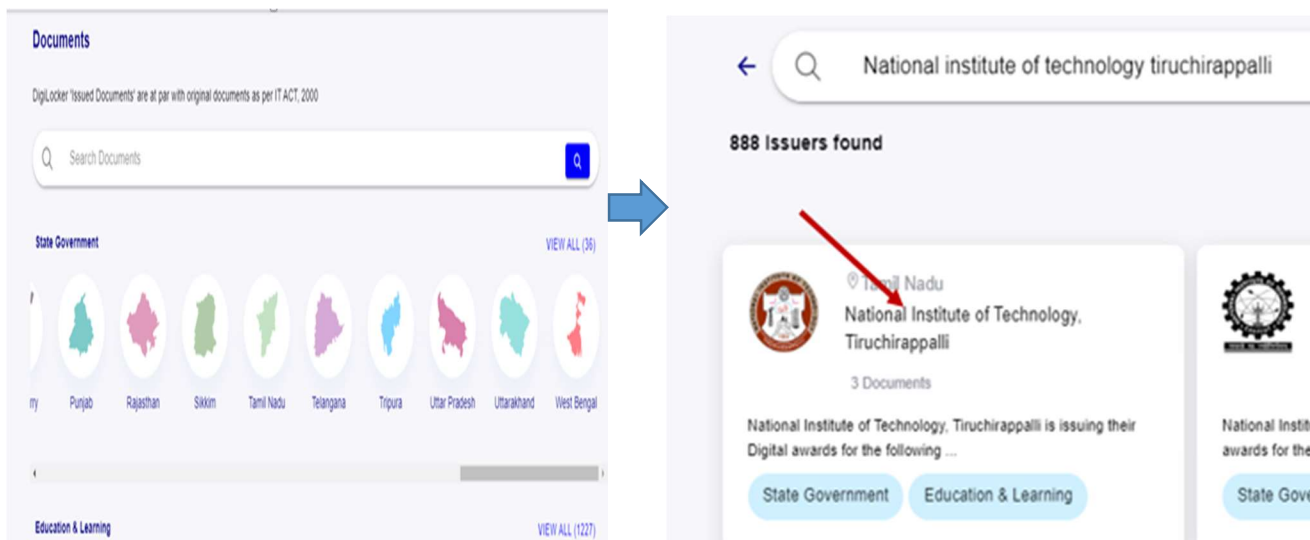 Documents
DigiLocker 'Issued Documents' are at par with original documents as per IT ACT, 2000
Search Documents
State Government
VIEW ALL (36)
rry
Punjab
Rajasthan
Sikkim
Tamil Nadu
Telangana
Tripura
Uttar Pradesh
Uttarakhand
West Bengal
Education & Learning
VIEW ALL (1227)
National institute of technology tiruchirappalli
888 Issuers found
Tamil Nadu
National Institute of Technology,
Tiruchirappalli
3 Documents
National Institute of Technology, Tiruchirappalli is issuing their
Digital awards for the following ...
State Government
Education & Learning
National Instit
awards for the
State Gove